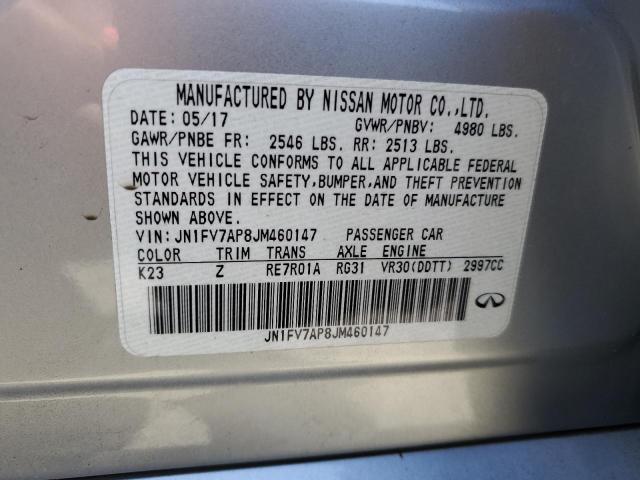 MANUFACTURED BY NISSAN MOTOR CO.,LTD.
DATE: 05/17 GVWR/PNBV: 4980 LBS.
GAWR/PNBE FR: 2546 LBS. RR: 2513 LBS.
THIS VEHICLE CONFORMS TO ALL APPLICABLE FEDERAL
MOTOR VEHICLE SAFETY,BUMPER,AND THEFT PREVENTION
STANDARDS IN EFFECT ON THE DATE OF MANUFACTURE
SHOWN ABOVE.
VIN:JN1FV7AP8JM460147 PASSENGER CAR
COLOR TRIM TRANS AXLE ENGINE
K23 Z RE7R01A RG31 VR30(DDTT) 2997CC
JN1FV7AP8JM460147